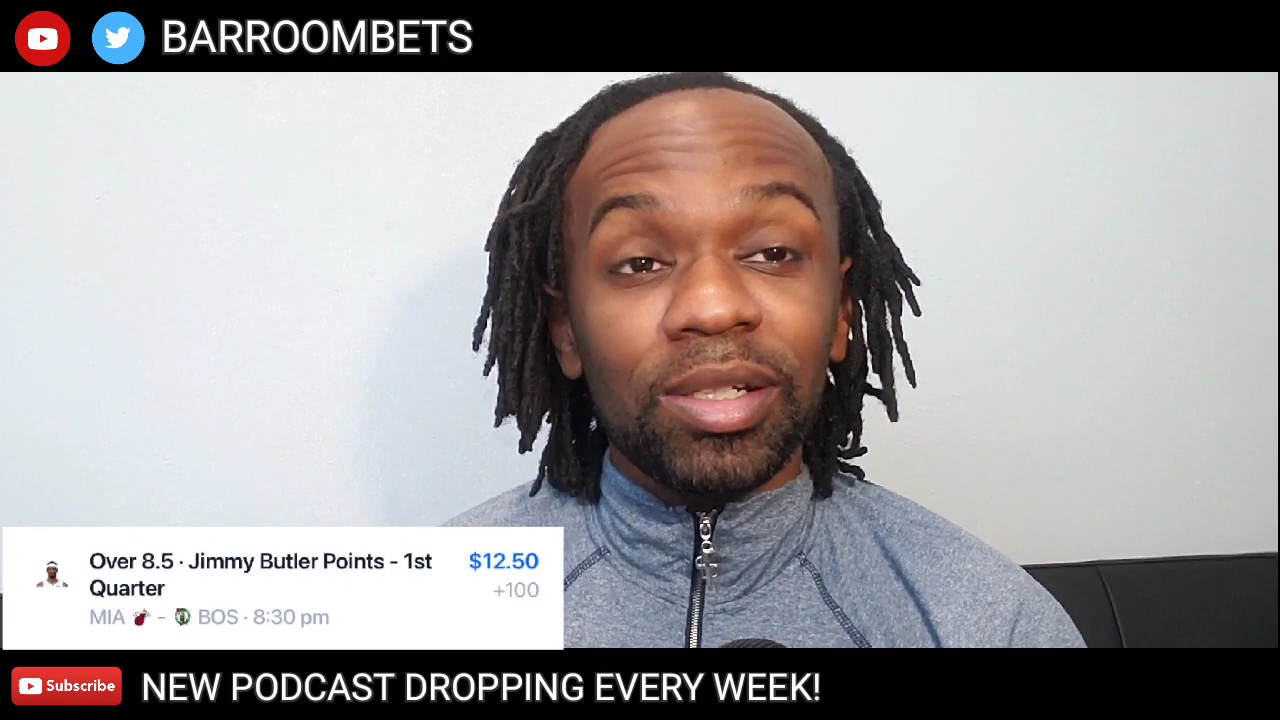 BARROOMBETS
Over 8.5 · Jimmy Butler Points - 1st $12.50
Quarter +100
MIA - BOS · 8:30 pm
Subscribe NEW PODCAST DROPPING EVERY WEEK!